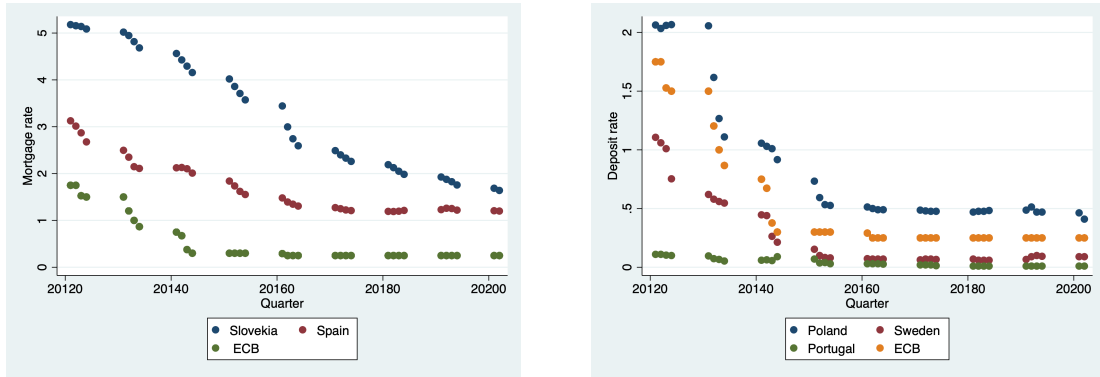 Mortgage rate
5
4
3
2
1
0
20120 20140 20160 20180 20200
Quarter
Slovekia Spain
ECB
Deposit rate
2
1.5
1
.5
0
20120 20140 20160 20180 20200
Quarter
Poland Sweden
Portugal ECB